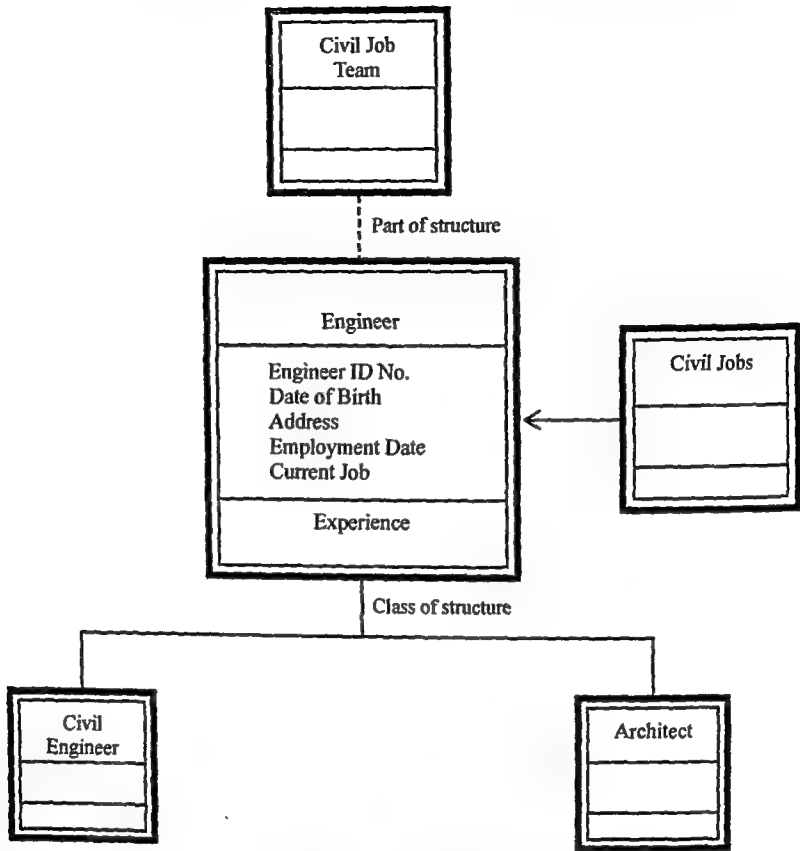 Civil Job
Team
Part of structure
Engineer
Engineer ID No.
Date of Birth
Address
Employment Date
Current Job
Experience
Civil Jobs
Class of structure
Civil
Engineer
Architect